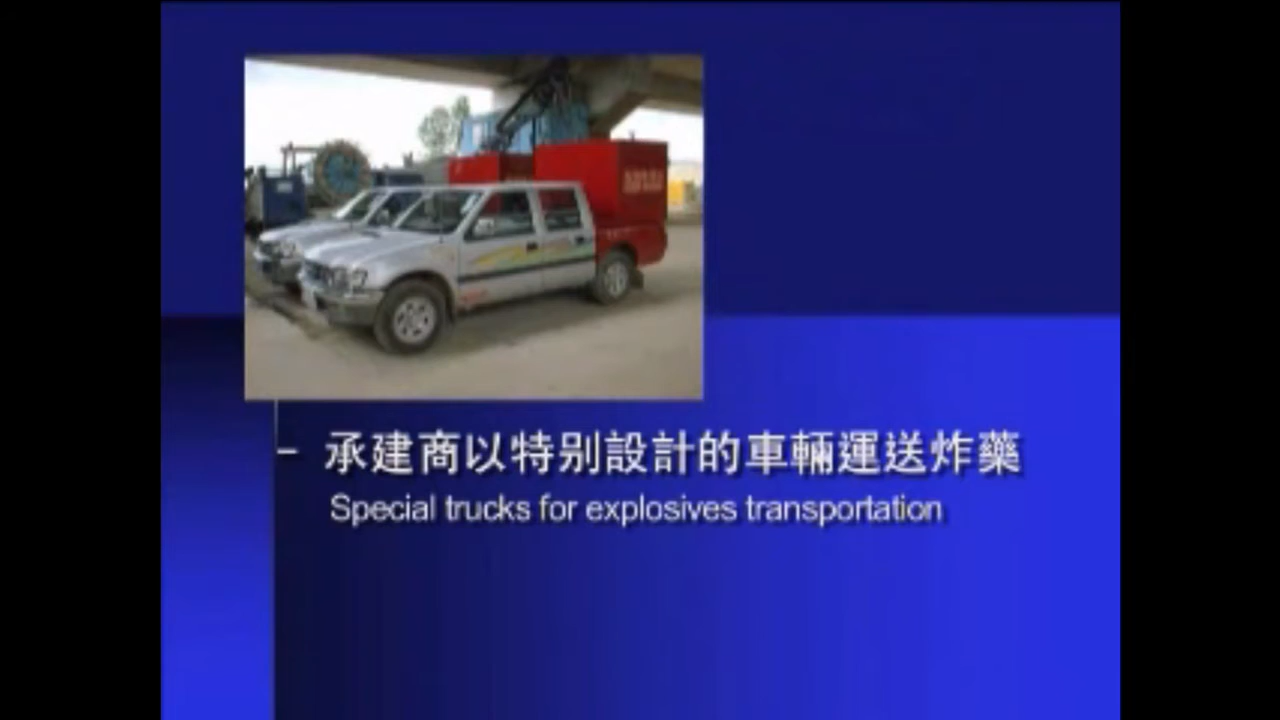 - 承建商以特別設計的車輛運送炸藥
Special trucks for explosives transportation